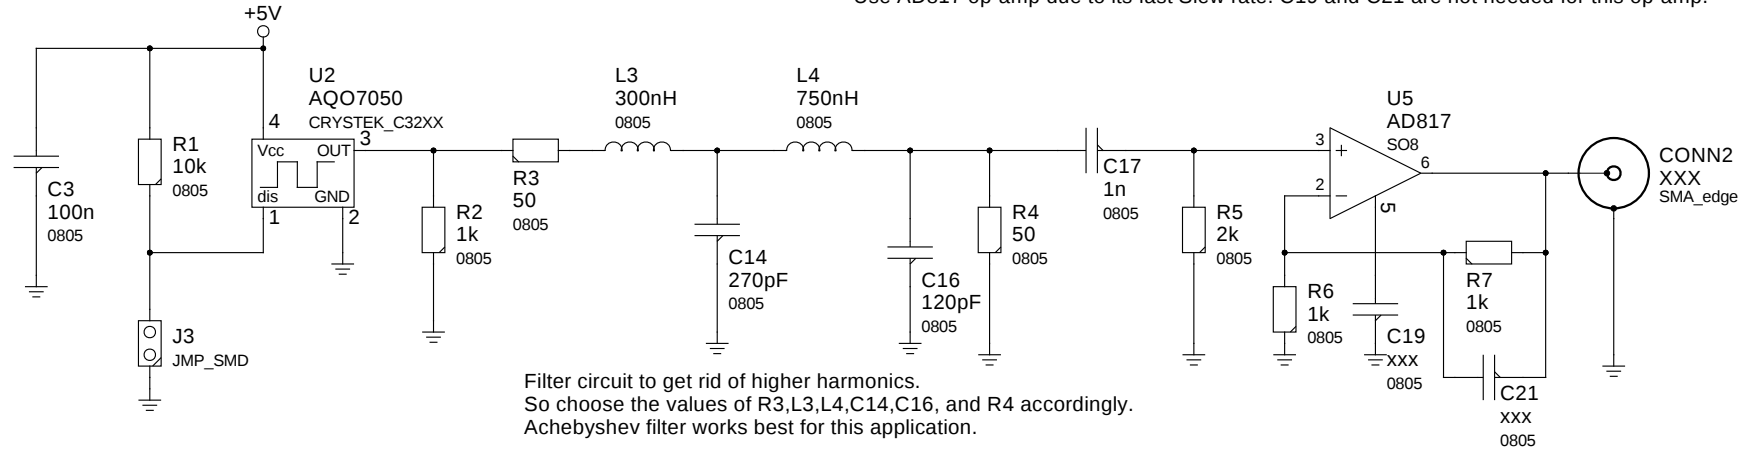 Use AD817 op-amp due to its fast Slew rate. C19 and C21 are not needed for this op-amp.
+5V
U2
AQO7050
CRYSTEK_C32XX
4
3
Vcc
OUT
dis
GND
1
2
R1
10k
0805
C3
100n
0805
J3
JMP_SMD
R2
1k
0805
R3
50
0805
L3
300nH
0805
L4
750nH
0805
C14
270pF
0805
C16
120pF
0805
R4
50
0805
C17
1n
0805
R5
2k
0805
U5
AD817
SO8
3
+
2
−
6
5
R6
1k
0805
C19
xxx
0805
R7
1k
0805
C21
xxx
0805
CONN2
XXX
SMA_edge
Filter circuit to get rid of higher harmonics.
So choose the values of R3,L3,L4,C14,C16, and R4 accordingly.
Achebyshev filter works best for this application.